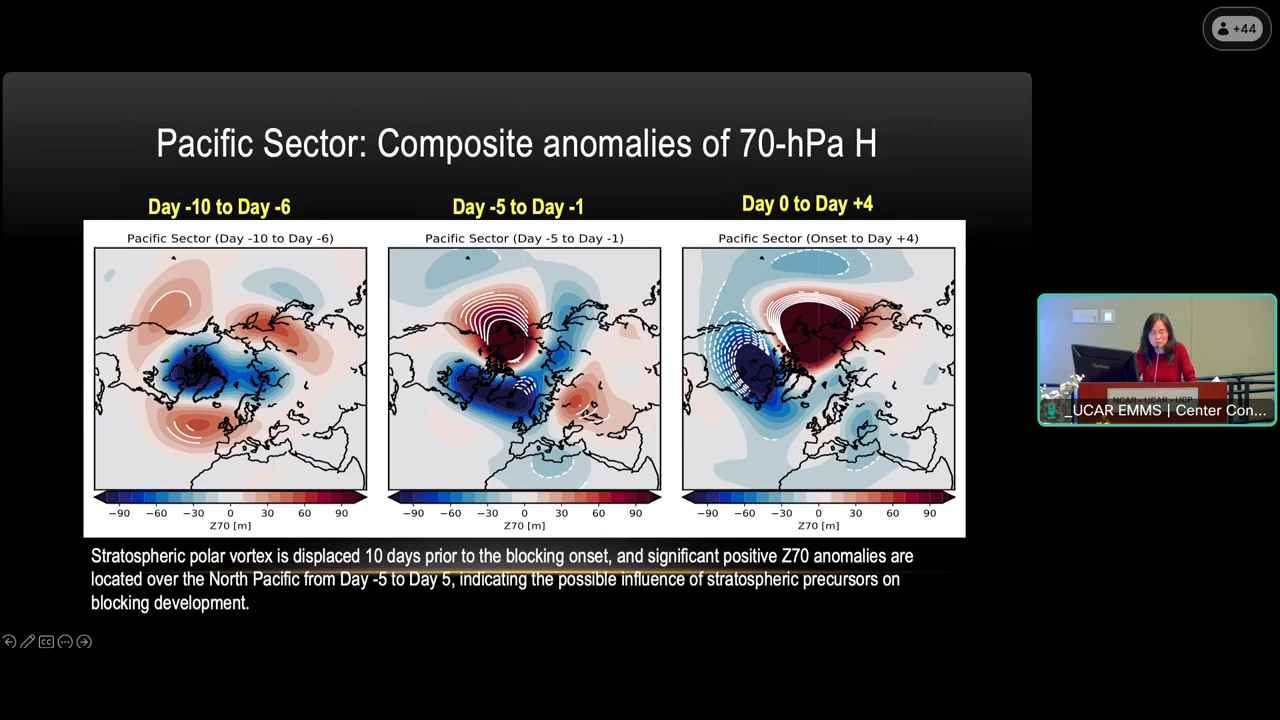 +44
Pacific Sector: Composite anomalies of 70-hPa H
Day -10 to Day -6
Day -5 to Day -1
Day 0 to Day +4
Pacific Sector (Day -10 to Day -6)
Pacific Sector (Day -5 to Day -1)
Pacific Sector (Onset to Day +4)
−90 −60 −30 0 30 60 90
Z70 [m]
−90 −60 −30 0 30 60 90
Z70 [m]
−90 −60 −30 0 30 60 90
Z70 [m]
Stratospheric polar vortex is displaced 10 days prior to the blocking onset, and significant positive Z70 anomalies are
located over the North Pacific from Day -5 to Day 5, indicating the possible influence of stratospheric precursors on
blocking development.
CC
NCAR - UCAR - UCP
_UCAR EMMS | Center Con...